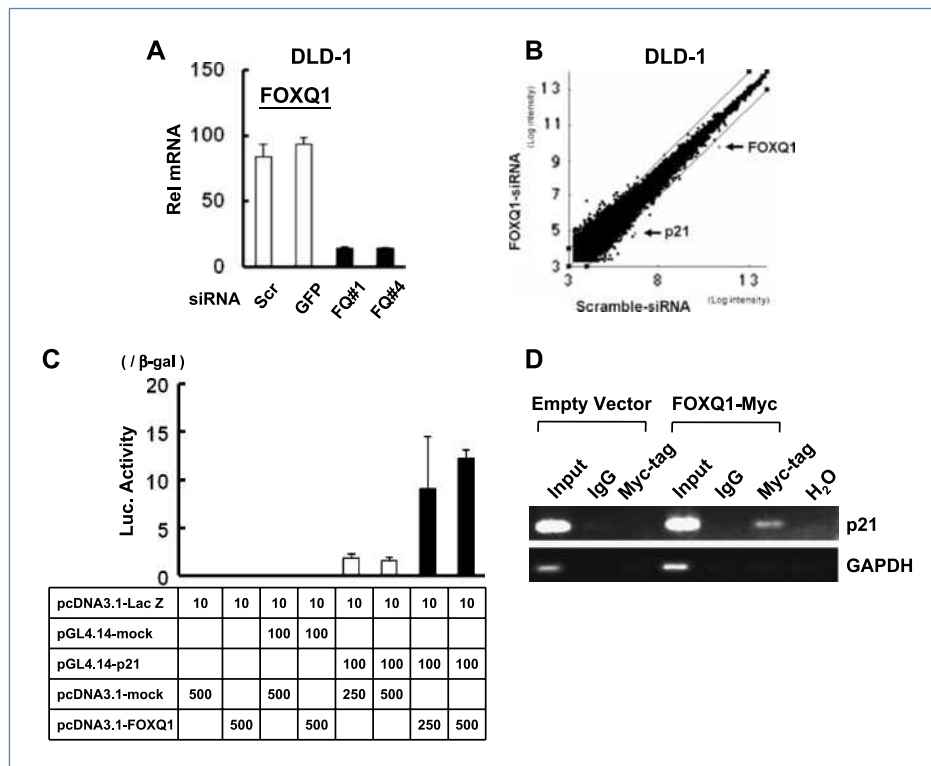 A
DLD-1
150
FOXQ1
100
50
0
Rel mRNA
siRNA
Scr
GFP
FQ#1
FQ#4
B
DLD-1
13
11
9
7
5
3
(Log intensity)
FOXQ1-siRNA
FOXQ1
p21
3
8
13
Scramble-siRNA
(Log intensity)
C
( / β-gal )
20
15
10
5
0
Luc. Activity
pcDNA3.1-Lac Z 10 10 10 10 10 10 10 10
pGL4.14-mock 100 100
pGL4.14-p21 100 100 100 100
pcDNA3.1-mock 500 500 250 500
pcDNA3.1-FOXQ1 500 500 250 500
D
Empty Vector
FOXQ1-Myc
Input
IgG
Myc-tag
Input
IgG
Myc-tag
H₂O
p21
GAPDH